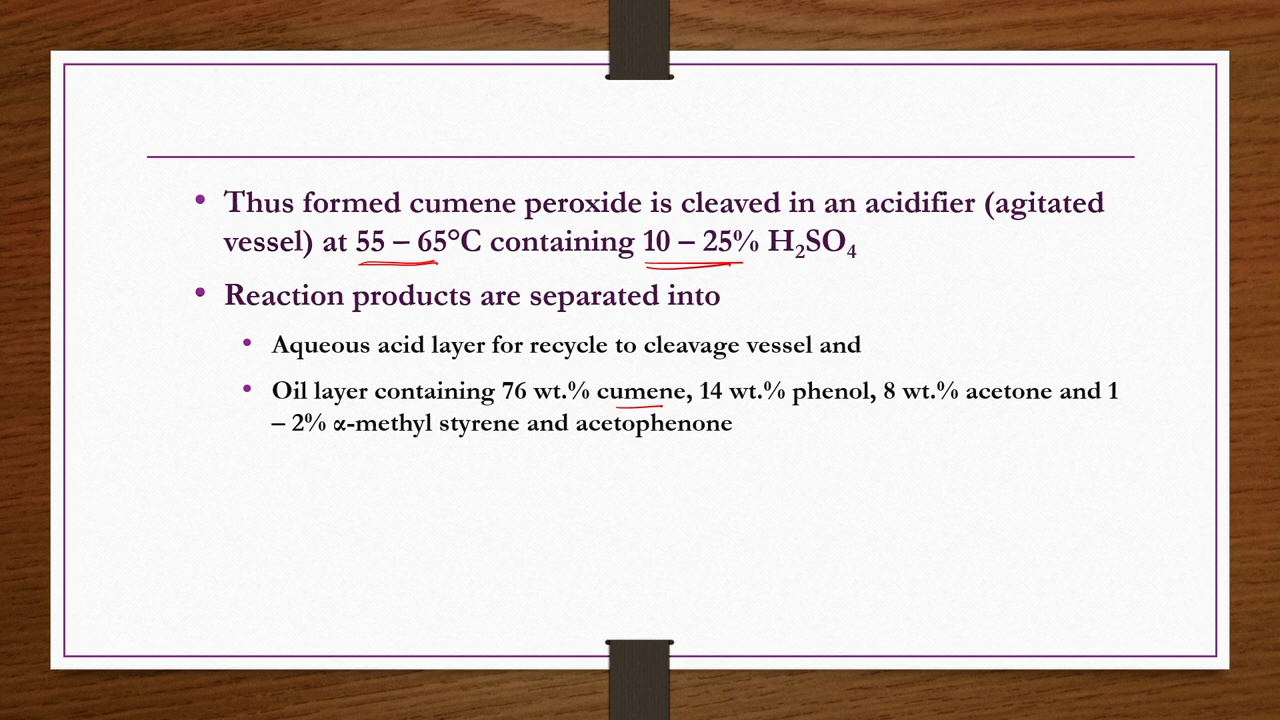 • Thus formed cumene peroxide is cleaved in an acidifier (agitated
vessel) at 55 – 65°C containing 10 – 25% H₂SO₄
• Reaction products are separated into
• Aqueous acid layer for recycle to cleavage vessel and
• Oil layer containing 76 wt.% cumene, 14 wt.% phenol, 8 wt.% acetone and 1
– 2% α-methyl styrene and acetophenone